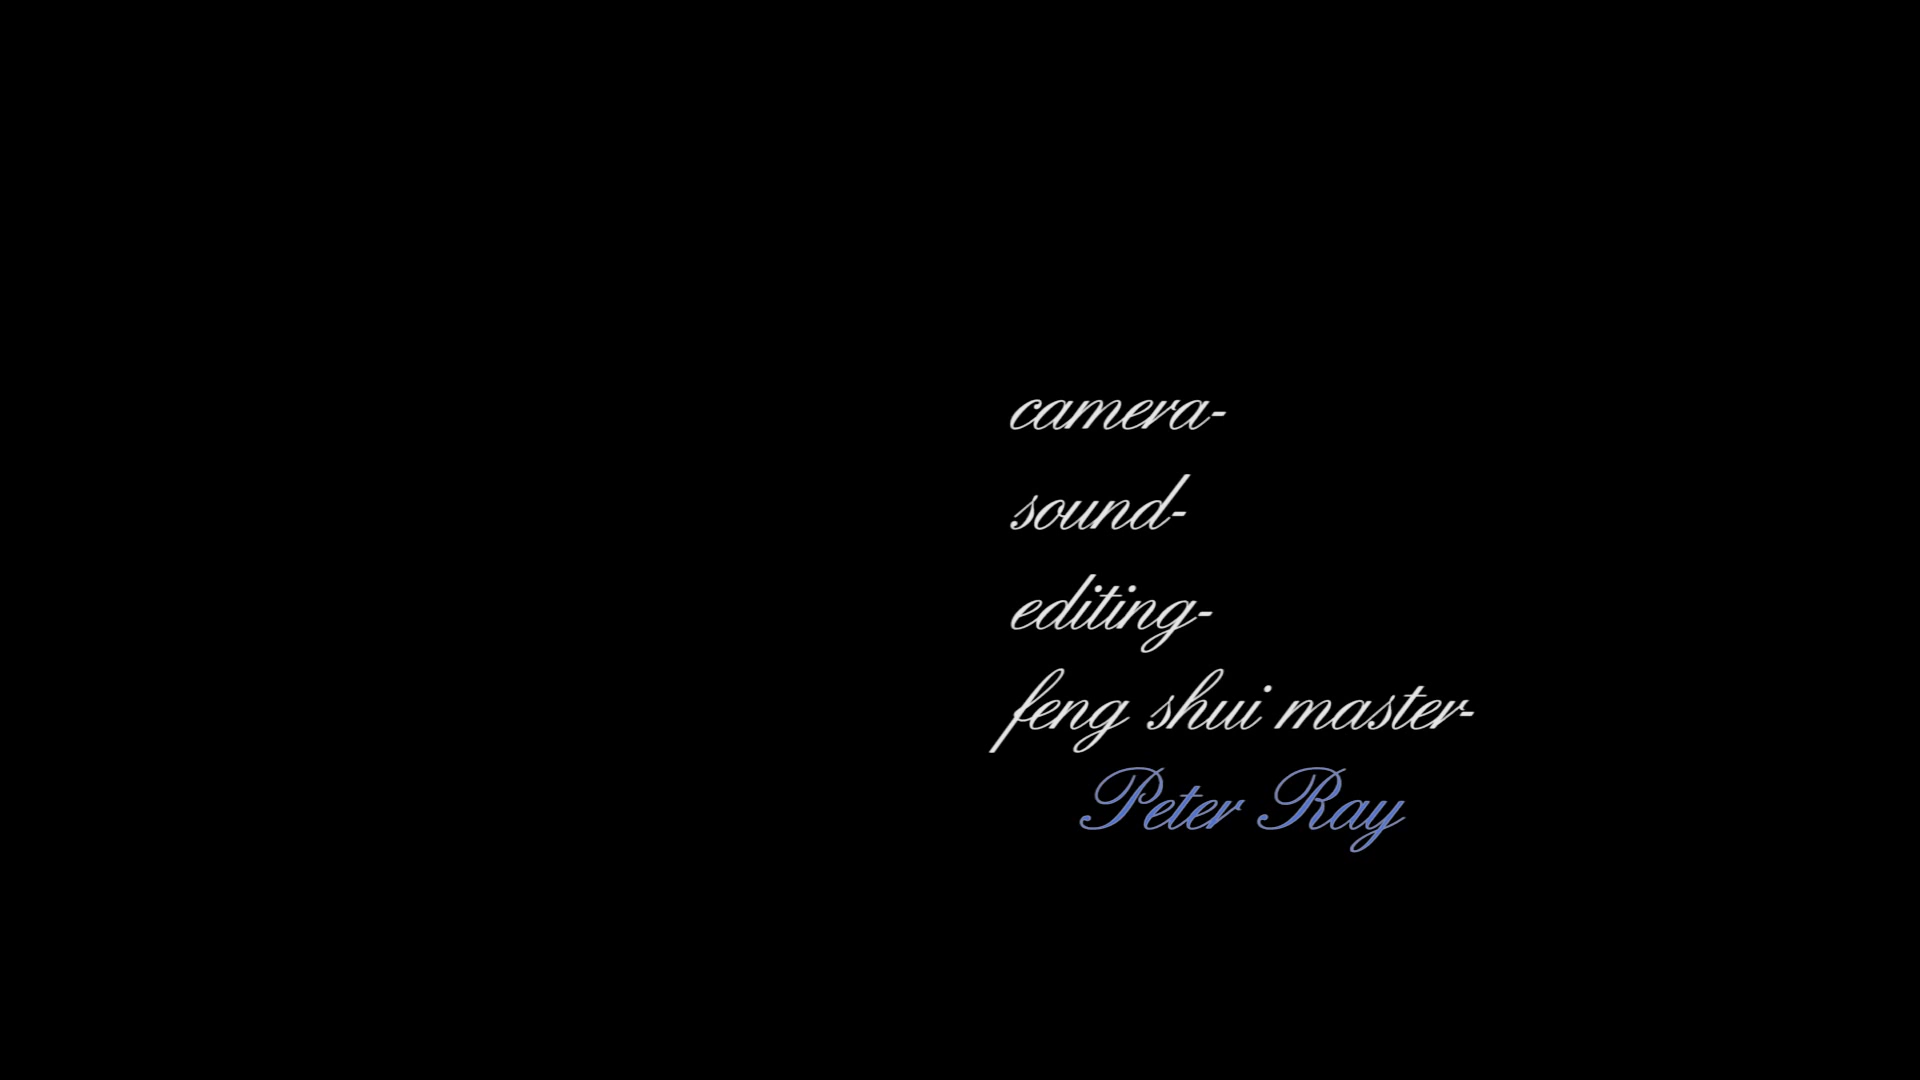 camera-
sound-
editing-
feng shui master-
Peter Ray